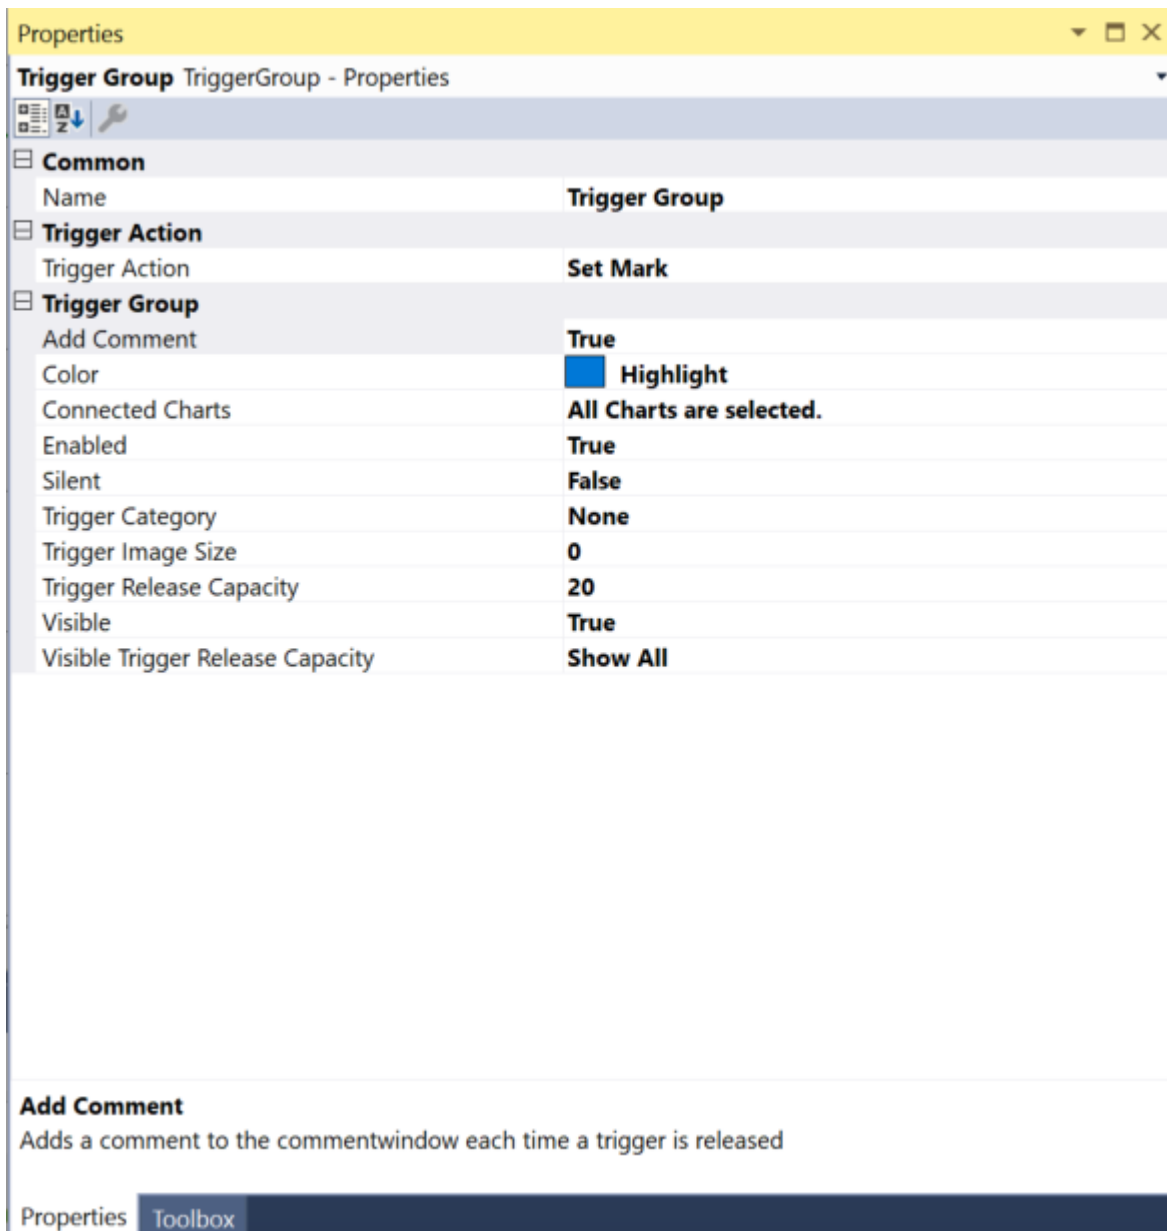 Properties
Trigger Group TriggerGroup - Properties
Common
Name Trigger Group
Trigger Action
Trigger Action Set Mark
Trigger Group
Add Comment True
Color Highlight
Connected Charts All Charts are selected.
Enabled True
Silent False
Trigger Category None
Trigger Image Size 0
Trigger Release Capacity 20
Visible True
Visible Trigger Release Capacity Show All
Add Comment
Adds a comment to the commentwindow each time a trigger is released
Properties Toolbox